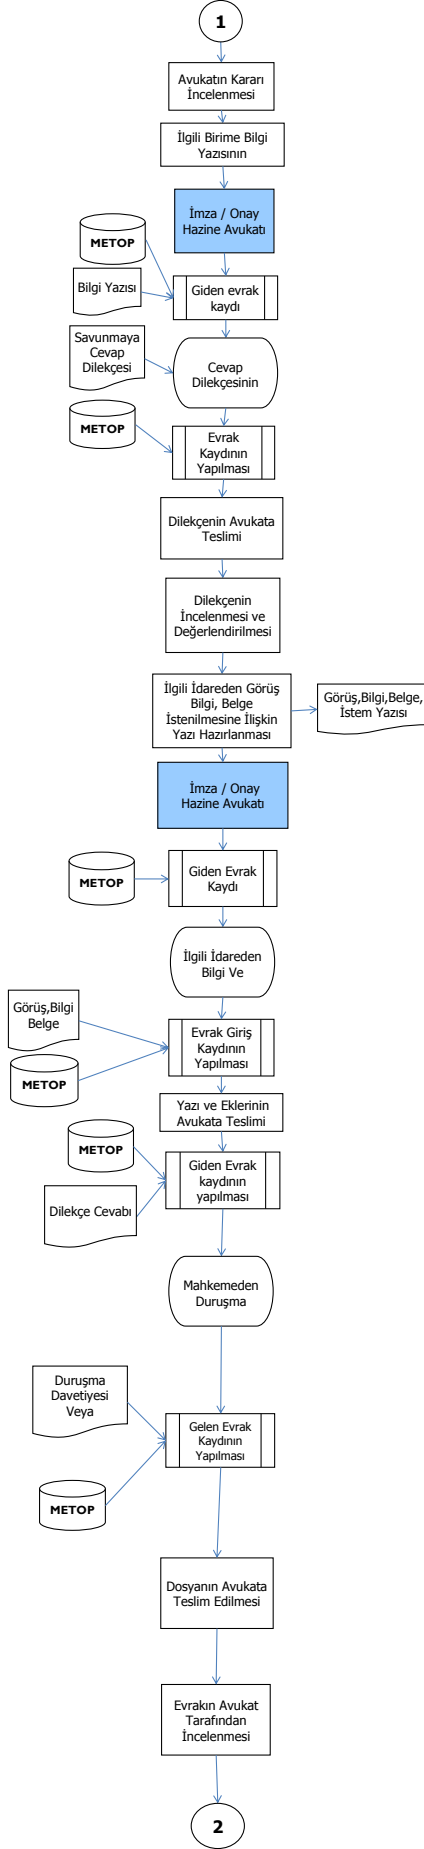 1
Avukatın Kararı
İncelenmesi
İlgili Birime Bilgi
Yazısının
İmza / Onay
Hazine Avukatı
METOP
Bilgi Yazısı
Giden evrak
kaydı
Savunmaya
Cevap
Dilekçesi
Cevap
Dilekçesinin
METOP
Evrak
Kaydının
Yapılması
Dilekçenin Avukata
Teslimi
Dilekçenin
İncelenmesi ve
Değerlendirilmesi
İlgili İdareden Görüş
Bilgi, Belge
İstenilmesine İlişkin
Yazı Hazırlanması
Görüş,Bilgi,Belge,
İstem Yazısı
İmza / Onay
Hazine Avukatı
METOP
Giden Evrak
Kaydı
İlgili İdareden
Bilgi Ve
Görüş,Bilgi
Belge
METOP
Evrak Giriş
Kaydının
Yapılması
Yazı ve Eklerinin
Avukata Teslimi
METOP
Dilekçe Cevabı
Giden Evrak
kaydının
yapılması
Mahkemeden
Duruşma
Duruşma
Davetiyesi
Veya
METOP
Gelen Evrak
Kaydının
Yapılması
Dosyanın Avukata
Teslim Edilmesi
Evrakın Avukat
Tarafından
İncelenmesi
2